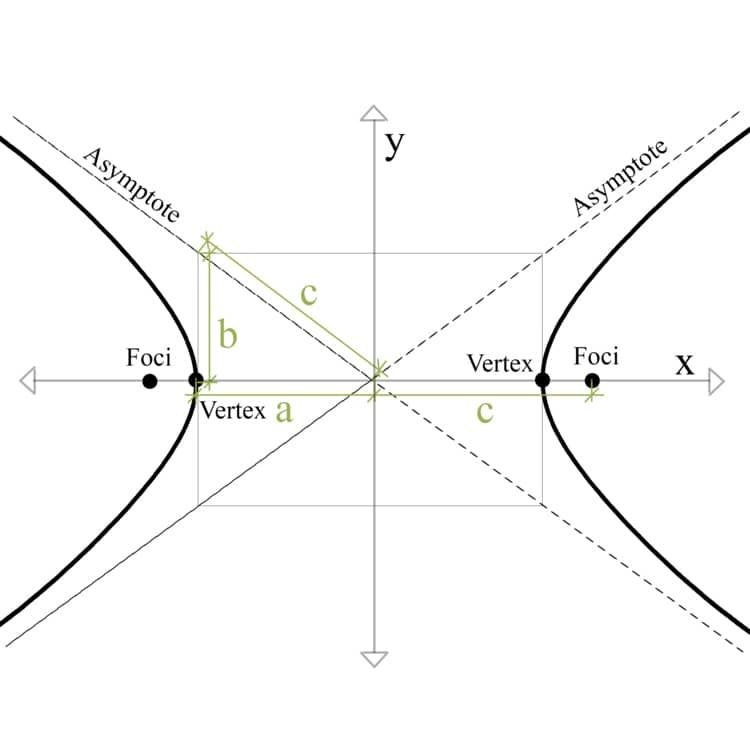 y
Asymptote
Asymptote
c
b
Foci
Vertex
Foci
x
Vertex
a
c